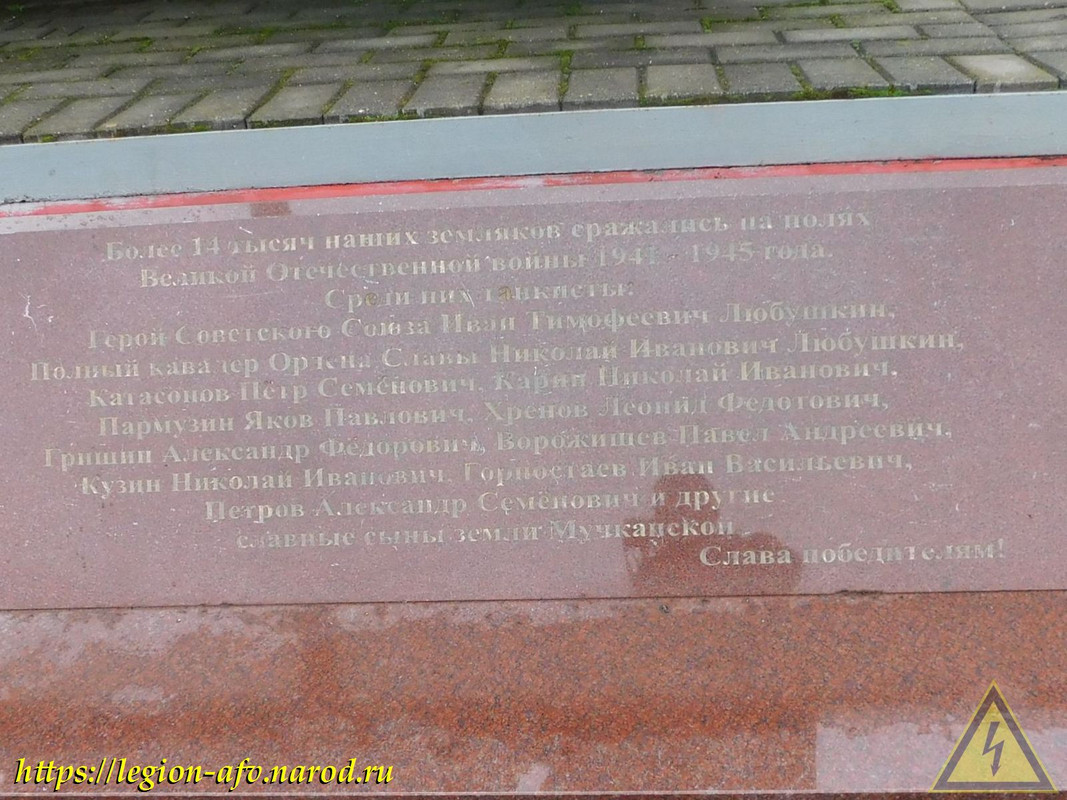 Более 14 тысяч наших земляков сражались на полях
Великой Отечественной войны 1941 - 1945 года.
Среди них танкисты:
Герой Советского Союза Иван Тимофеевич Любушкин,
Полный кавалер Ордена Славы Николай Иванович Любушкин,
Катасонов Пётр Семёнович, Карин Николай Иванович,
Пармузин Яков Павлович, Хренов Леонид Федотович,
Гришин Александр Фёдорович, Ворожищев Павел Андреевич,
Кузин Николай Иванович, Горностаев Иван Васильевич,
Петров Александр Семёнович и другие
славные сыны земли Мучкапской
Слава победителям!
https://legion-afv.narod.ru